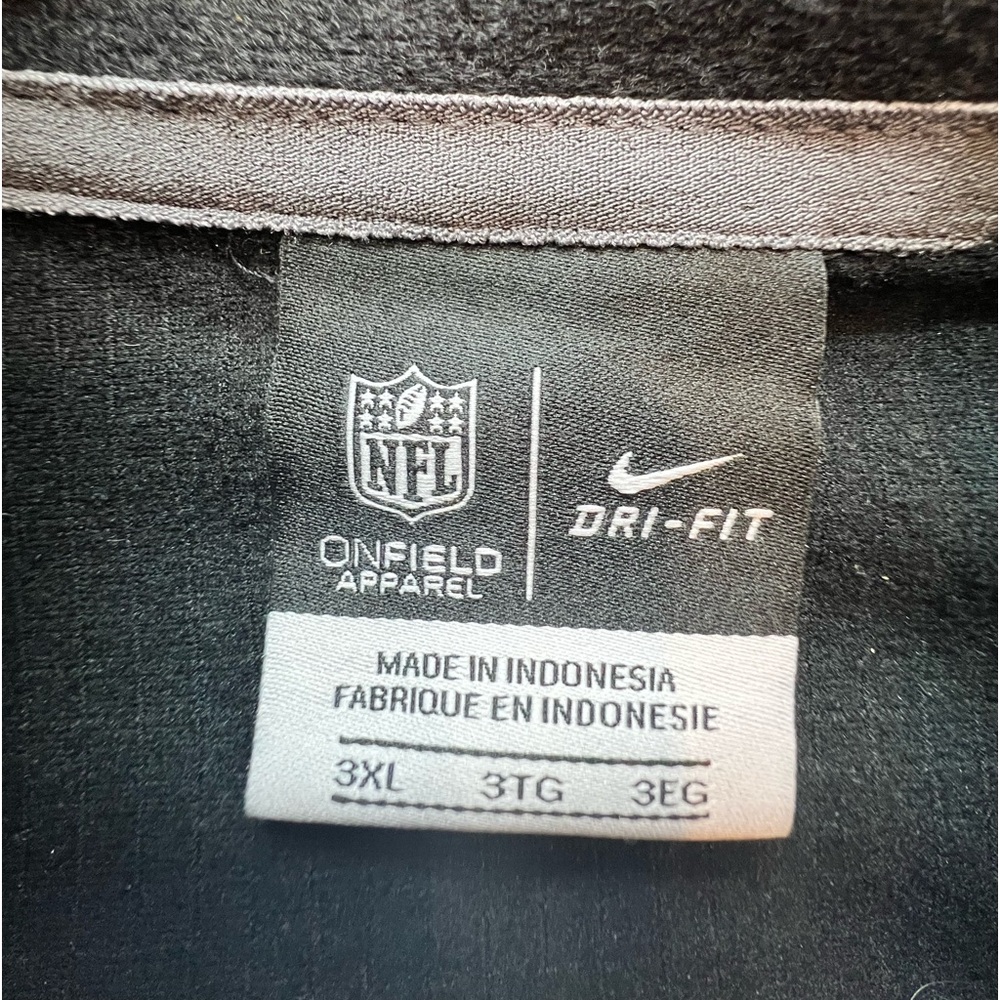 NFL
ONFIELD
APPAREL
DRI-FIT
MADE IN INDONESIA
FABRIQUE EN INDONESIE
3XL 3TG 3EG